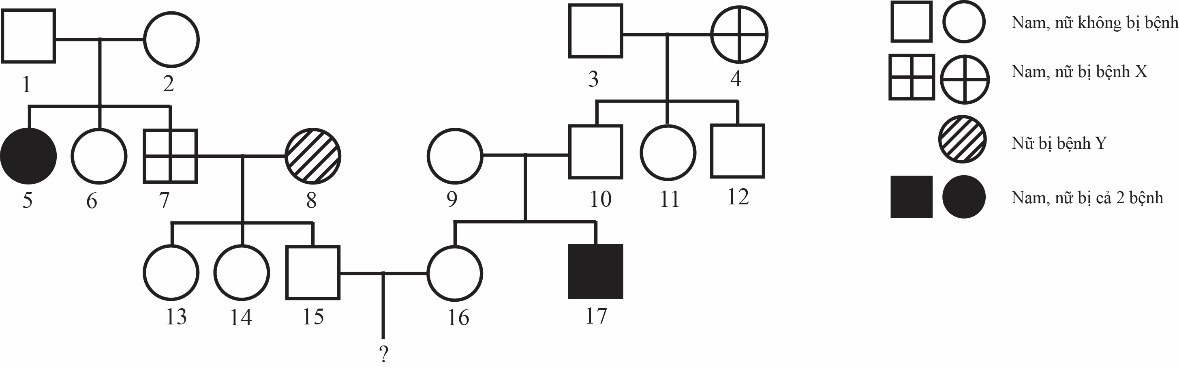 1 2 3 4
5 6 7 8 9 10 11 12
13 14 15 16 17
?
Nam, nữ không bị bệnh
Nam, nữ bị bệnh X
Nữ bị bệnh Y
Nam, nữ bị cả 2 bệnh